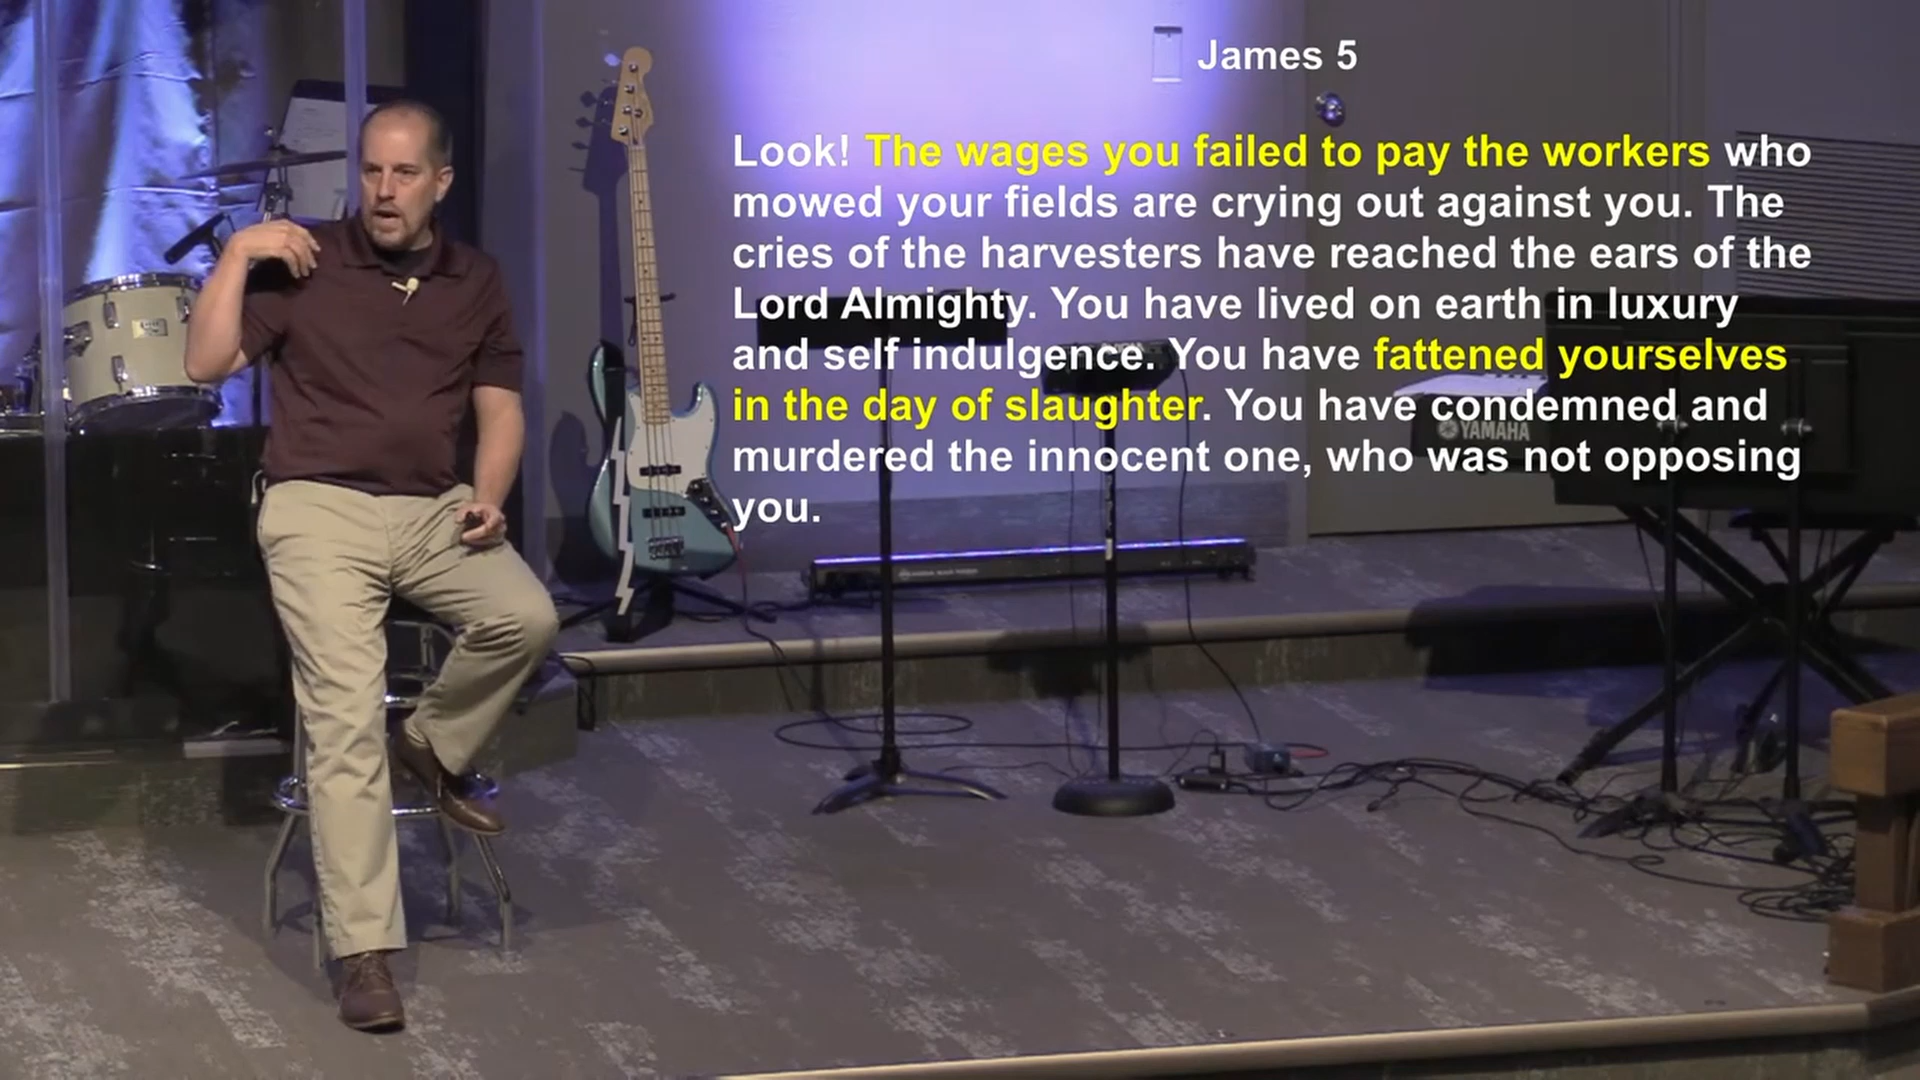 James 5
Look! The wages you failed to pay the workers who
mowed your fields are crying out against you. The
cries of the harvesters have reached the ears of the
Lord Almighty. You have lived on earth in luxury
and self indulgence. You have fattened yourselves
in the day of slaughter. You have condemned and
murdered the innocent one, who was not opposing
you.
YAMAHA